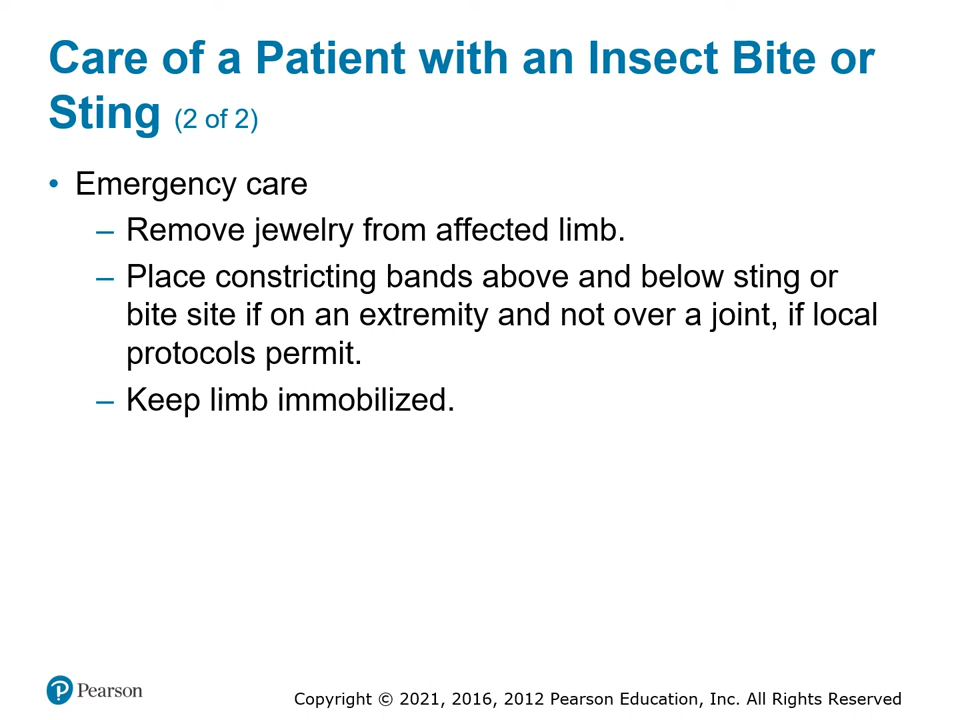 Care of a Patient with an Insect Bite or
Sting (2 of 2)
• Emergency care
– Remove jewelry from affected limb.
– Place constricting bands above and below sting or
bite site if on an extremity and not over a joint, if local
protocols permit.
– Keep limb immobilized.
Pearson
Copyright © 2021, 2016, 2012 Pearson Education, Inc. All Rights Reserved